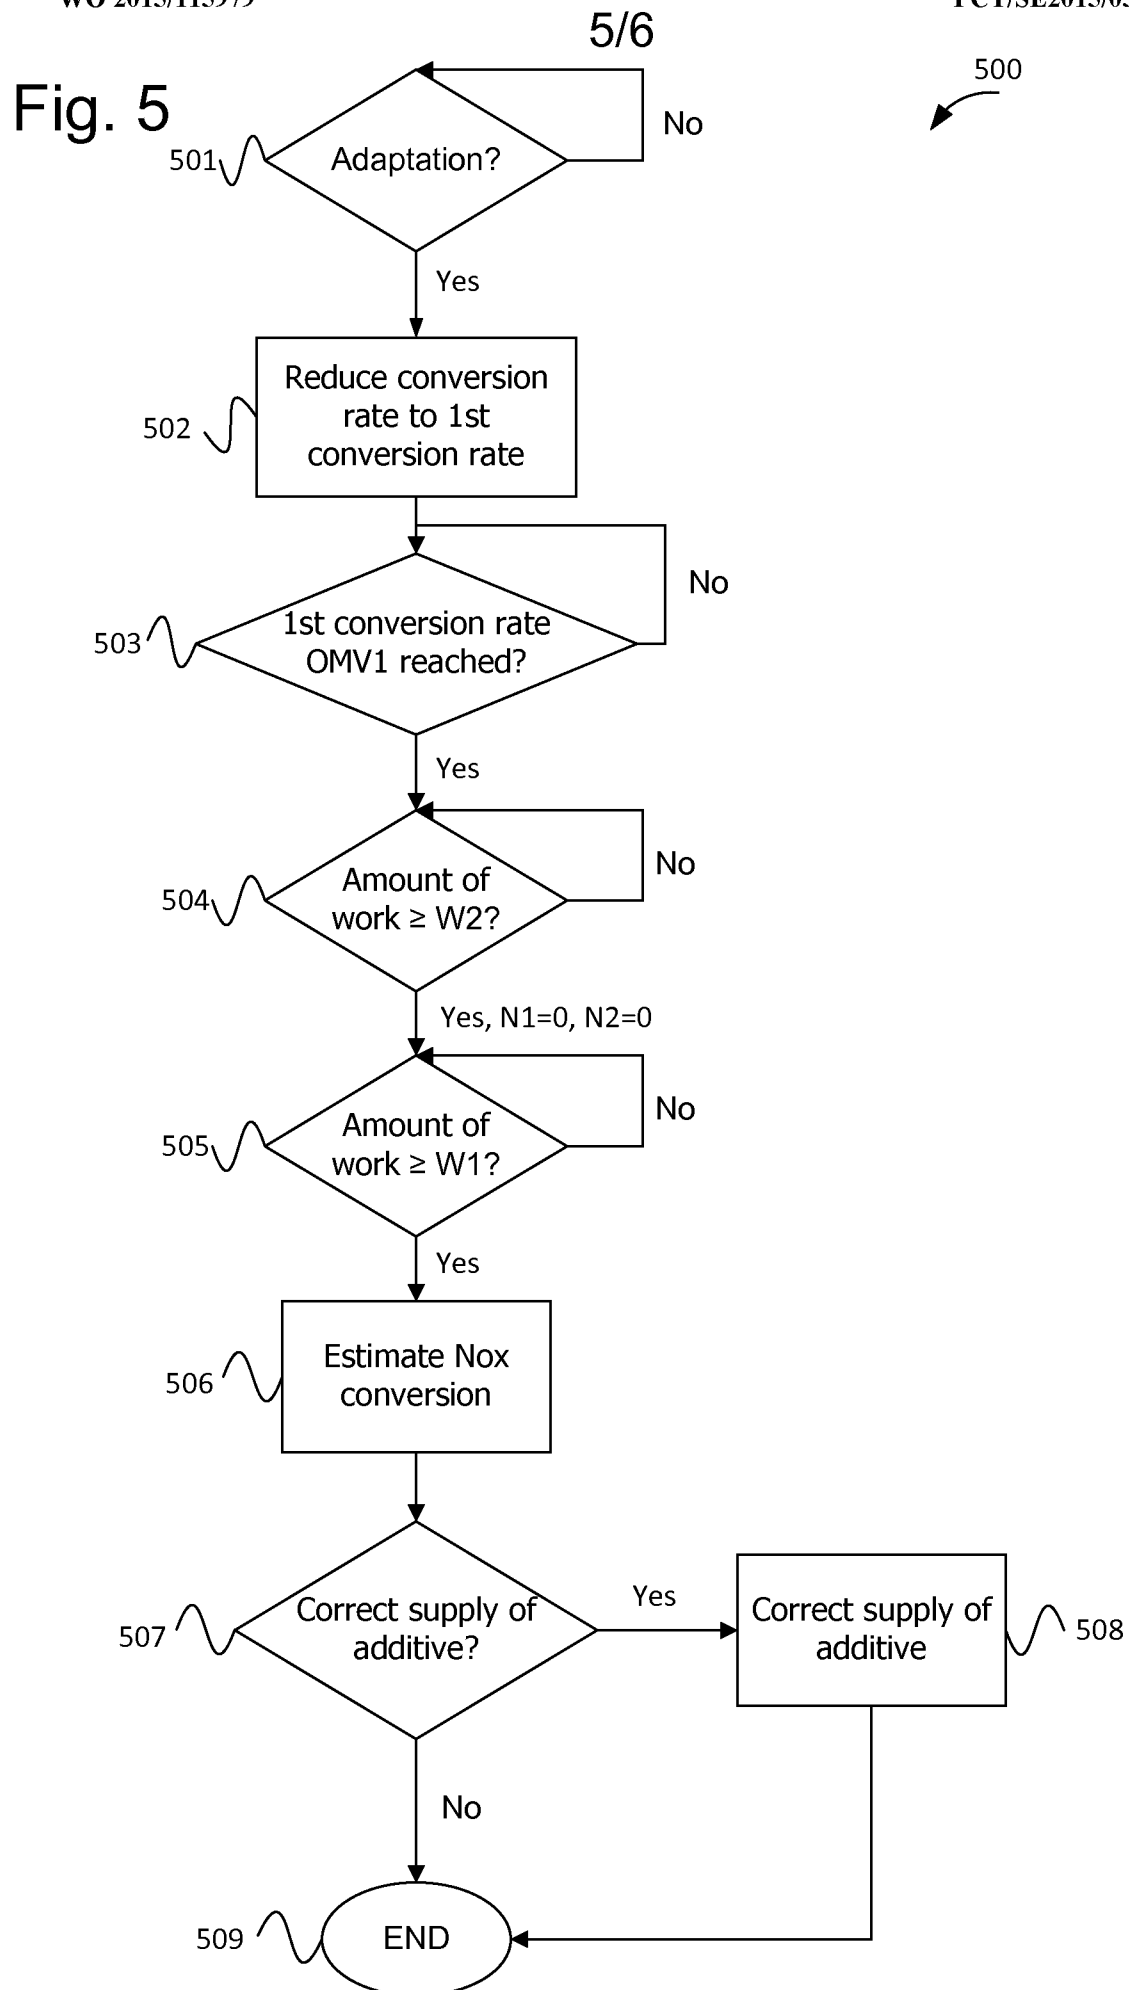 5/6
500
Fig. 5
No
501
Adaptation?
Yes
Reduce conversion
rate to 1st
conversion rate
502
No
503
1st conversion rate
OMV1 reached?
Yes
No
504
Amount of
work ≥ W2?
Yes, N1=0, N2=0
No
505
Amount of
work ≥ W1?
Yes
506
Estimate Nox
conversion
507
Correct supply of
additive?
Yes
Correct supply of
additive
508
No
509
END